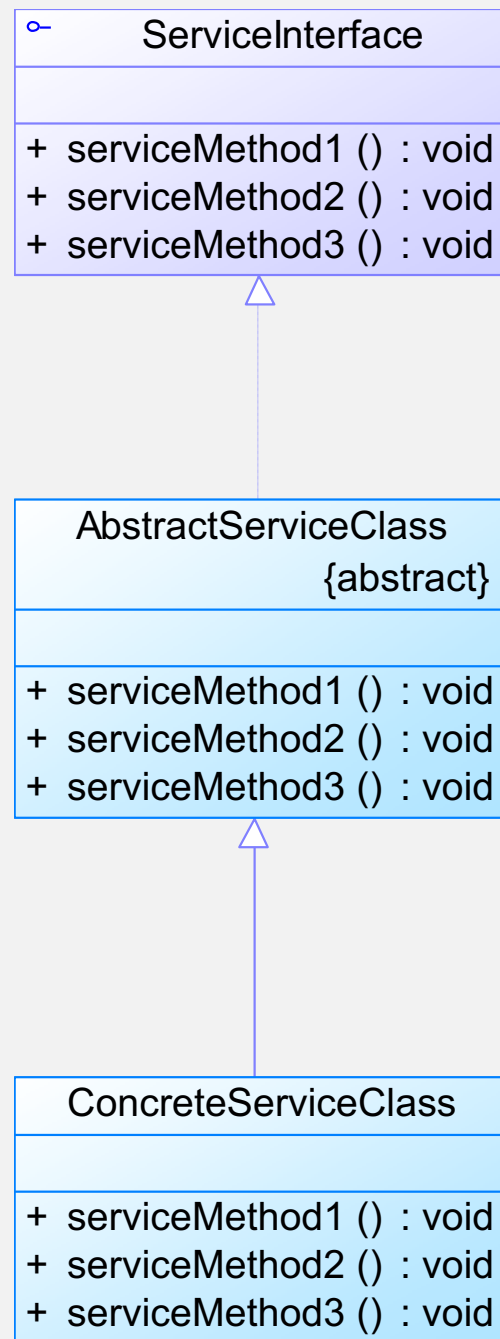 ServiceInterface
+ serviceMethod1 () : void
+ serviceMethod2 () : void
+ serviceMethod3 () : void
AbstractServiceClass
{abstract}
+ serviceMethod1 () : void
+ serviceMethod2 () : void
+ serviceMethod3 () : void
ConcreteServiceClass
+ serviceMethod1 () : void
+ serviceMethod2 () : void
+ serviceMethod3 () : void